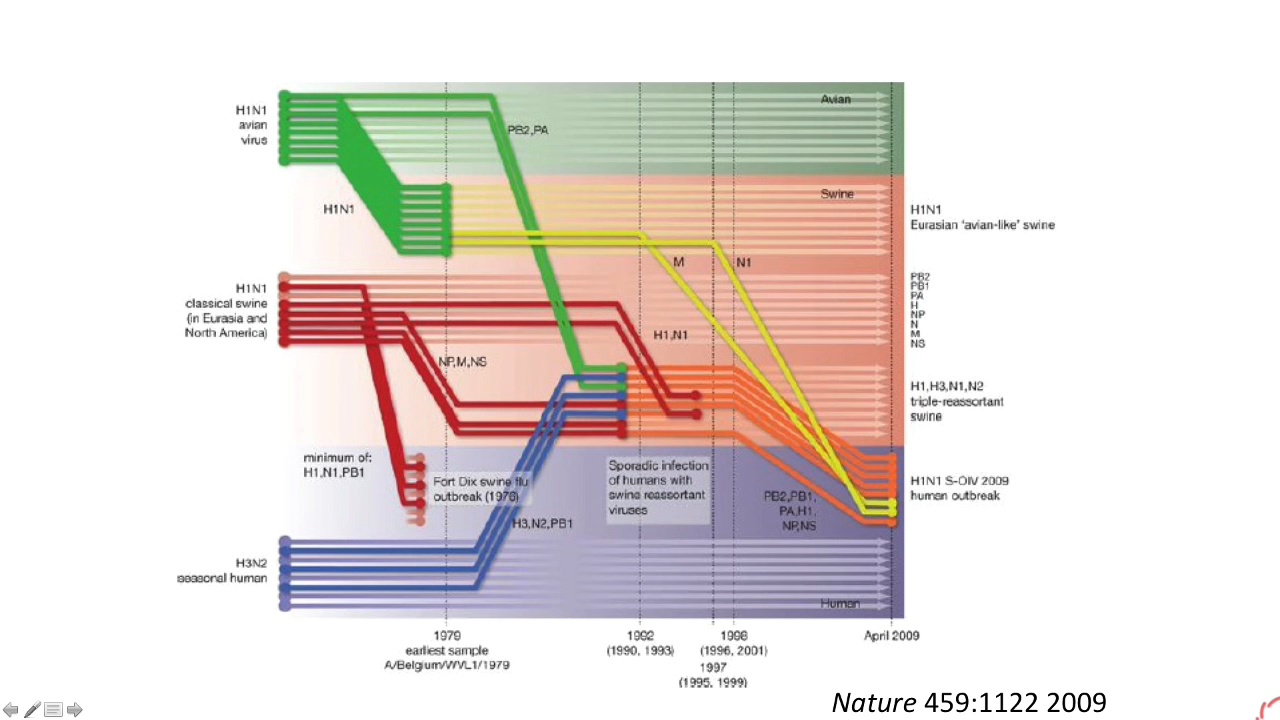 H1N1
avian
virus
Avian
PB2,PA
Swine
H1N1
H1N1
Eurasian ‘avian-like’ swine
M
N1
H1N1
classical swine
(in Eurasia and
North America)
PB2
PB1
PA
H
NP
N
M
NS
H1,N1
NP,M,NS
H1,H3,N1,N2
triple-reassortant
swine
minimum of:
H1,N1,PB1
Fort Dix swine flu
outbreak (1976)
Sporadic infection
of humans with
swine reassortant
viruses
H1N1 S-OIV 2009
human outbreak
PB2,PB1,
PA,H1,
NP,NS
H3,N2,PB1
H3N2
seasonal human
Human
1979
earliest sample
A/Belgium/WVL1/1979
1992
(1990, 1993)
1998
(1996, 2001)
1997
(1995, 1999)
April 2009
Nature 459:1122 2009